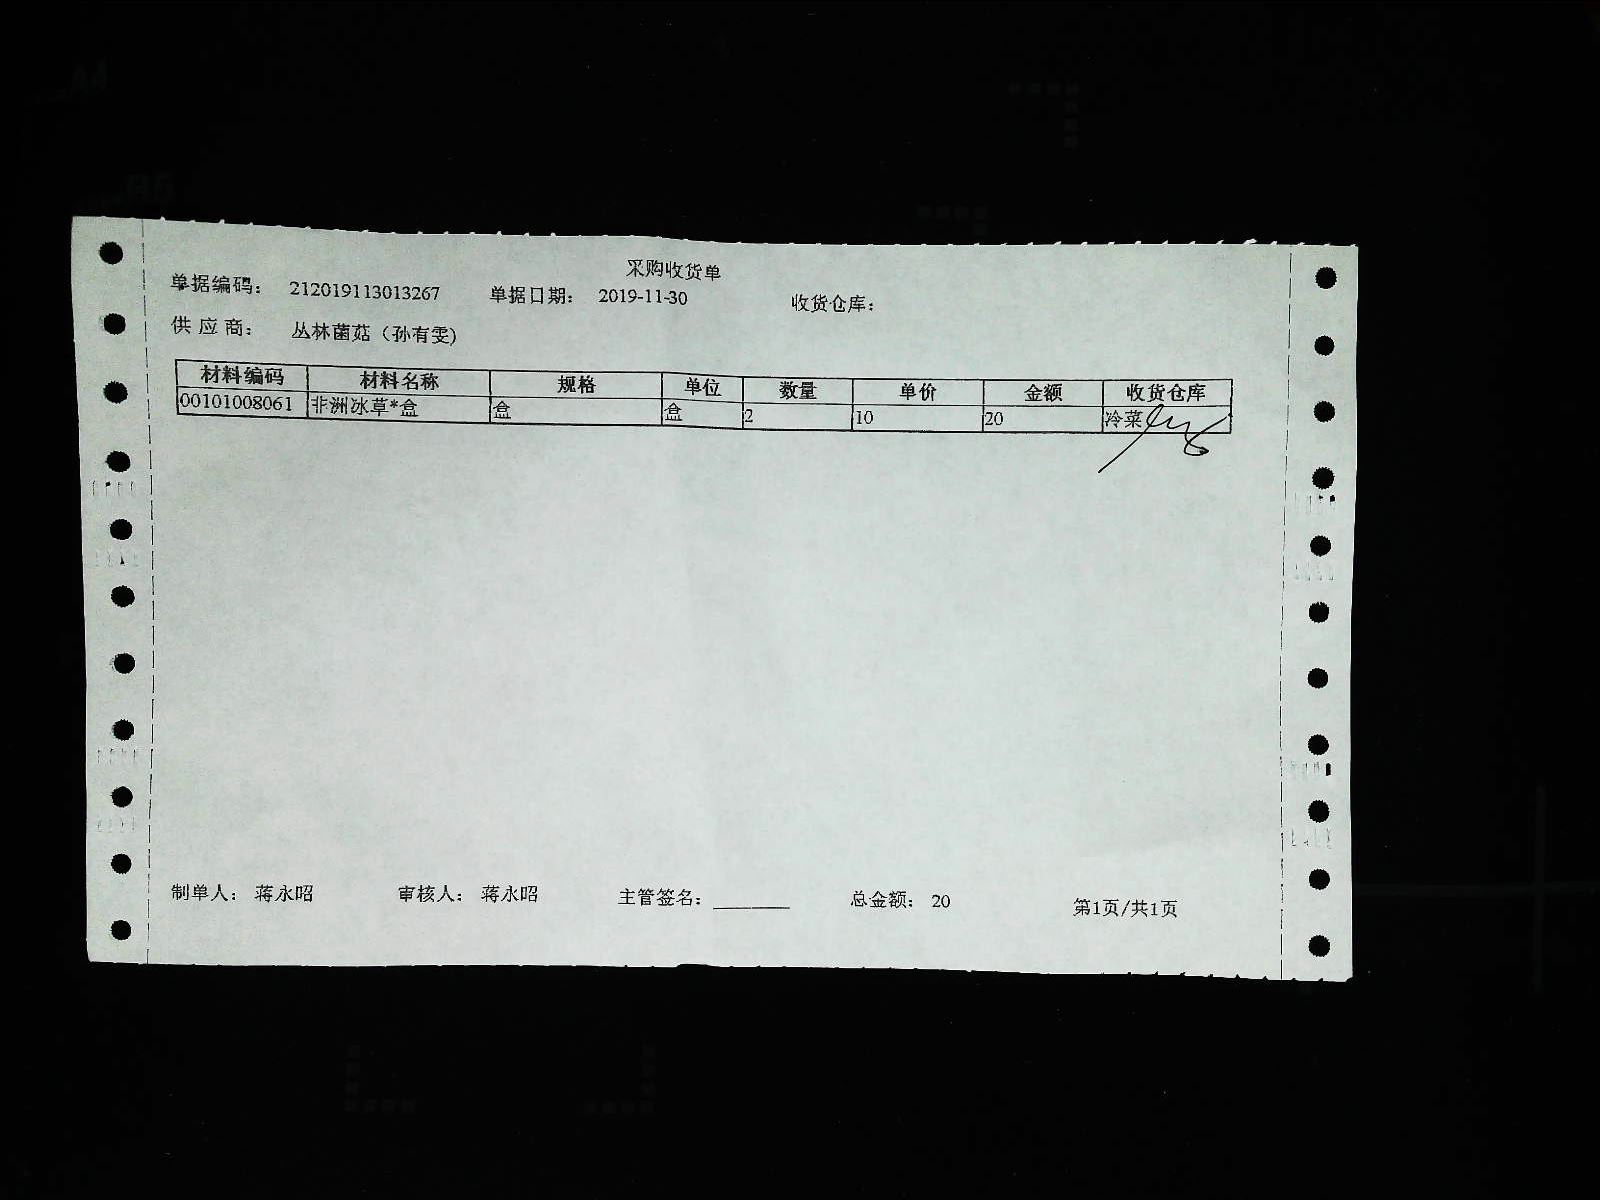 采购收货单
单据编码： 212019113013267 单据日期： 2019-11-30 收货仓库：
供应商： 丛林菌菇（孙有雯）
材料编码 材料名称 规格 单位 数量 单价 金额 收货仓库
00101008061 非洲冰草*盒 盒 盒 2 10 20 冷菜
制单人： 蒋永昭 审核人： 蒋永昭 主管签名： 总金额： 20 第1页/共1页